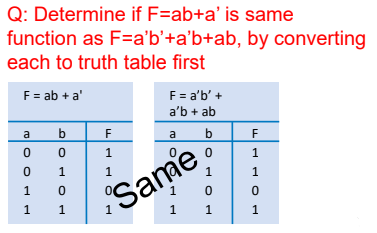 Q: Determine if F=ab+a’ is same
function as F=a’b’+a’b+ab, by converting
each to truth table first
F = ab + a'
a b F
0 0 1
0 1 1
1 0 0
1 1 1
F = a’b’ +
a’b + ab
a b F
0 0 1
0 1 1
1 0 0
1 1 1
Same